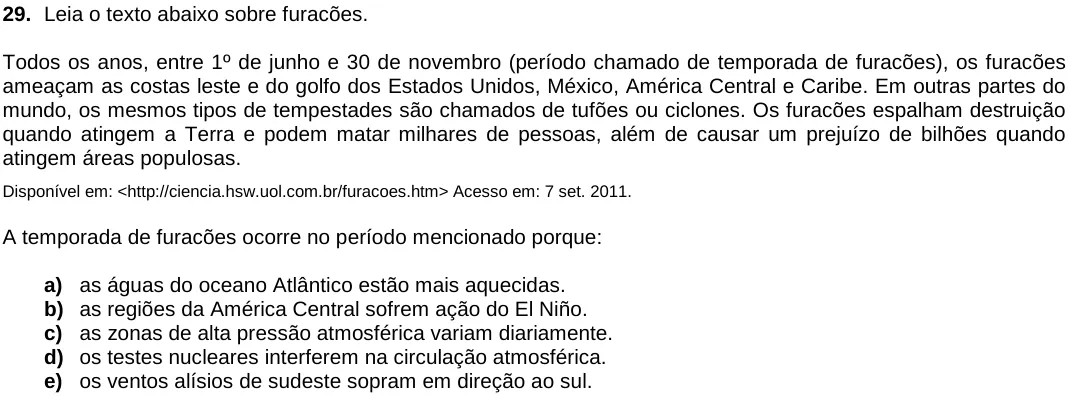 29. Leia o texto abaixo sobre furacões.
Todos os anos, entre 1º de junho e 30 de novembro (período chamado de temporada de furacões), os furacões
ameaçam as costas leste e do golfo dos Estados Unidos, México, América Central e Caribe. Em outras partes do
mundo, os mesmos tipos de tempestades são chamados de tufões ou ciclones. Os furacões espalham destruição
quando atingem a Terra e podem matar milhares de pessoas, além de causar um prejuízo de bilhões quando
atingem áreas populosas.
Disponível em: <http://ciencia.hsw.uol.com.br/furacoes.htm> Acesso em: 7 set. 2011.
A temporada de furacões ocorre no período mencionado porque:
a) as águas do oceano Atlântico estão mais aquecidas.
b) as regiões da América Central sofrem ação do El Niño.
c) as zonas de alta pressão atmosférica variam diariamente.
d) os testes nucleares interferem na circulação atmosférica.
e) os ventos alísios de sudeste sopram em direção ao sul.